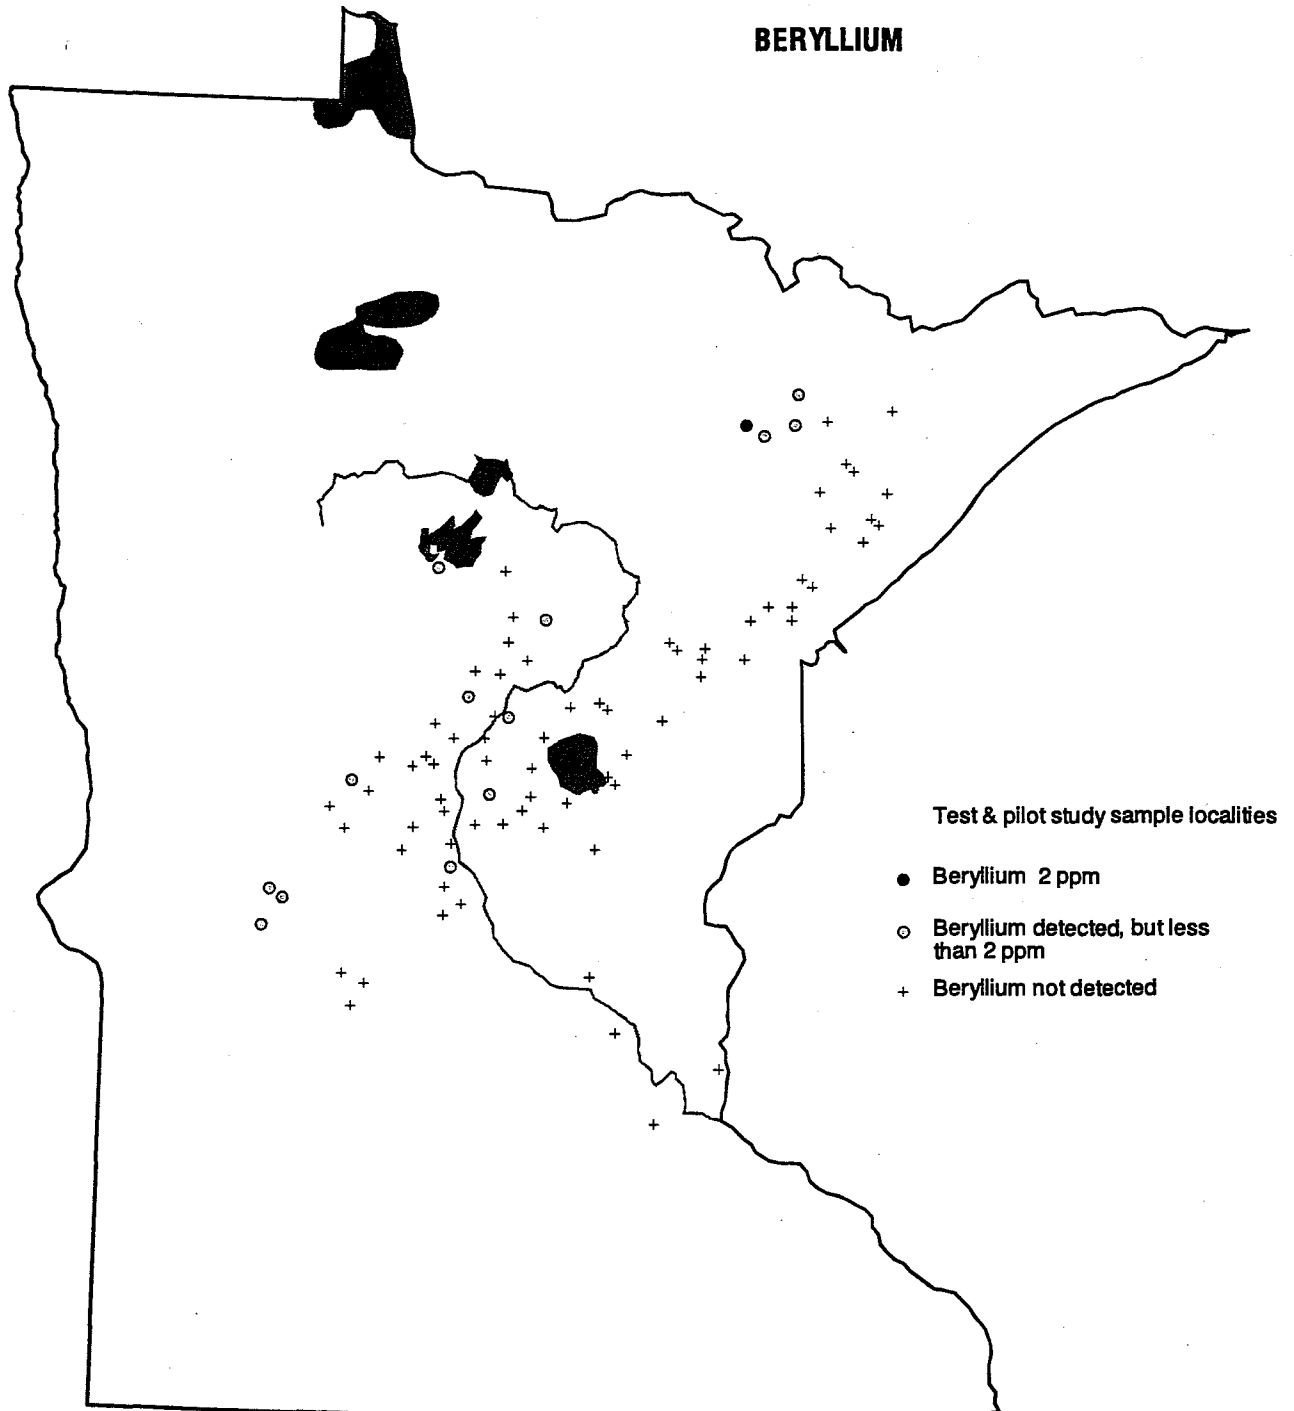 BERYLLIUM
Test & pilot study sample localities
Beryllium 2 ppm
Beryllium detected, but less
than 2 ppm
Beryllium not detected